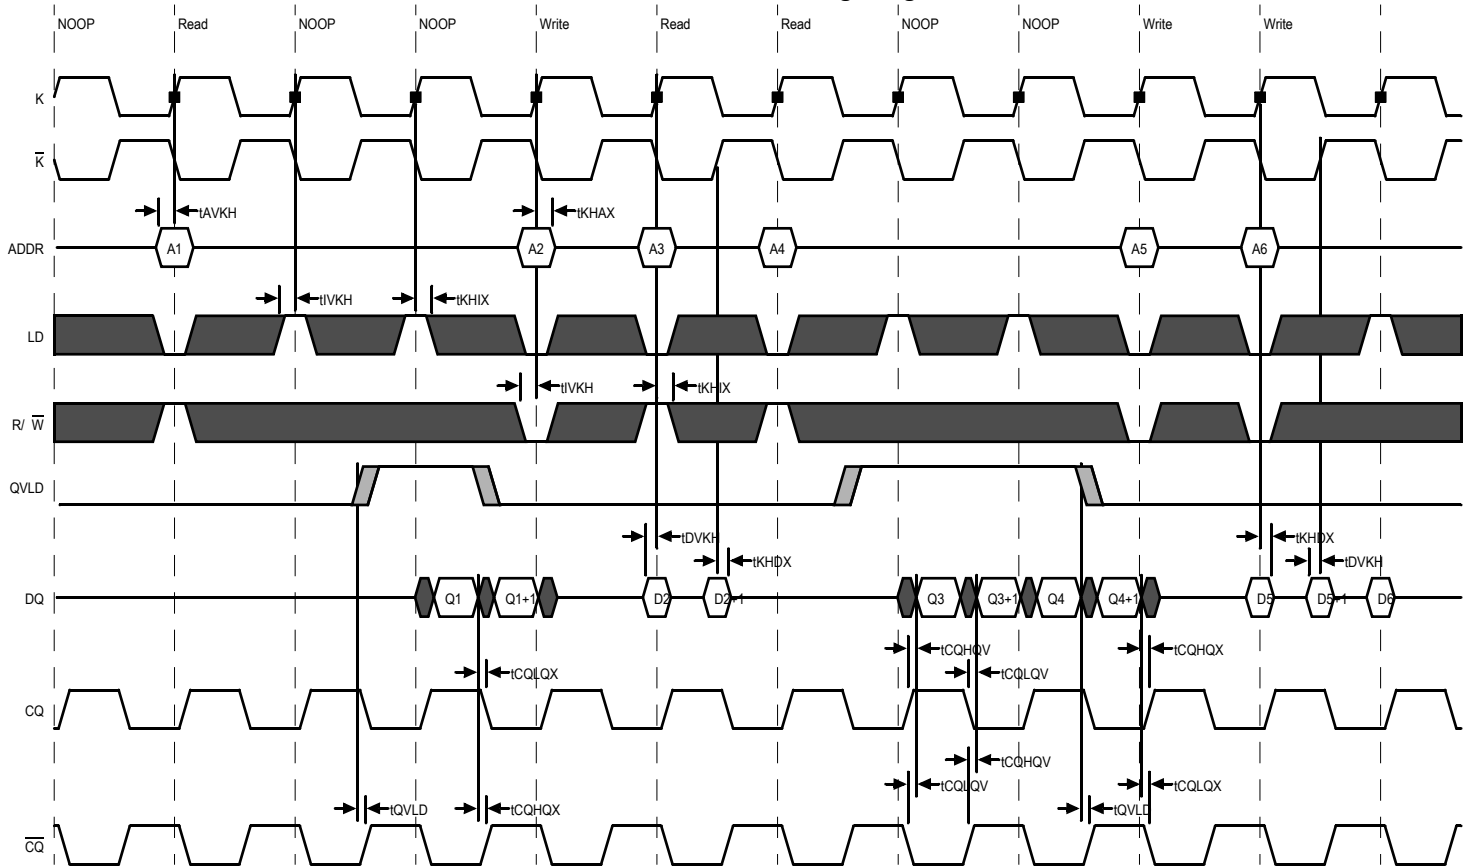 NOOP Read NOOP NOOP Write Read Read NOOP NOOP Write Write
K
K̅
tAVKH tKHAX
ADDR A1 A2 A3 A4 A5 A6
tIVKH tKHIX
LD
tIVKH tKHIX
R/ W̅
QVLD
tDVKH tKHDX
tKHDX tDVKH
DQ Q1 Q1+1 D2 D2+1 Q3 Q3+1 Q4 Q4+1 D5 D5+1 D6
tCQHQV tCQHQX
tCQLQX tCQLQV
CQ
tCQHQV
tCQLQV tCQLQX
tQVLD tCQHQX tQVLD
C̅Q̅